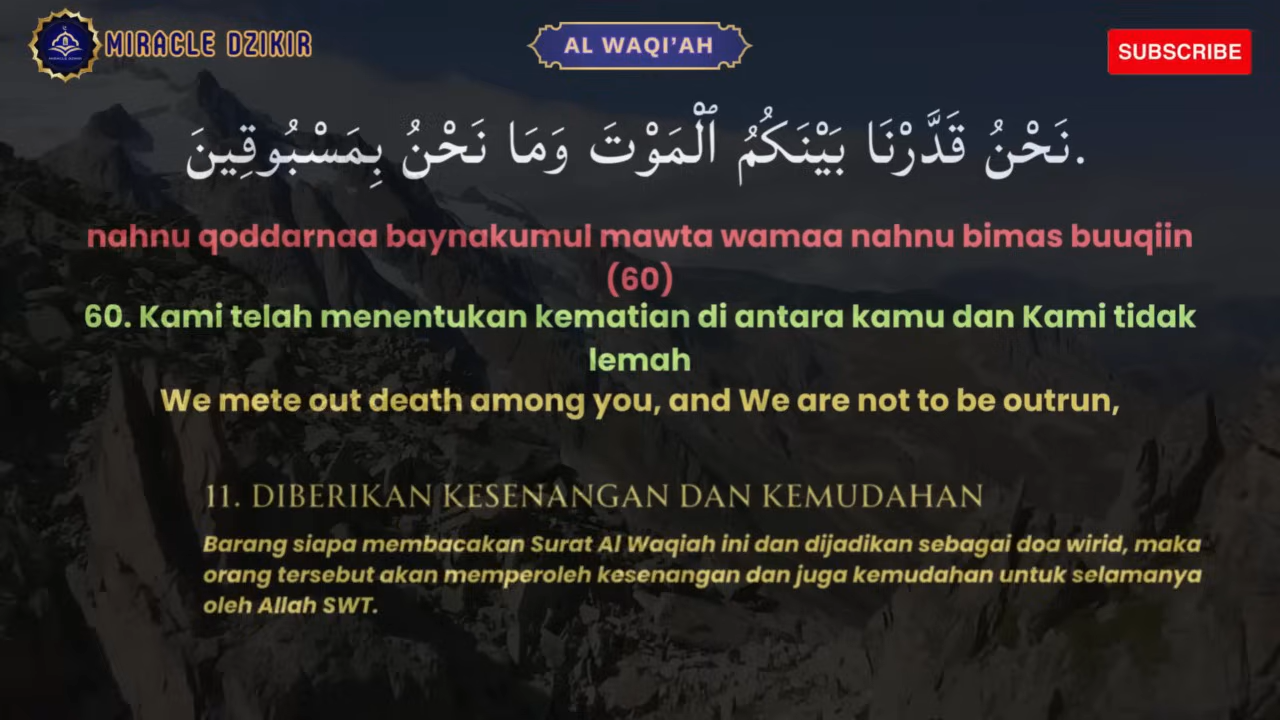 MIRACLE DZIKIR
AL WAQI'AH
SUBSCRIBE
نَحْنُ قَدَّرْنَا بَيْنَكُمُ ٱلْمَوْتَ وَمَا نَحْنُ بِمَسْبُوقِينَ.
nahnu qoddarnaa baynakumul mawta wamaa nahnu bimas buuqiin
(60)
60. Kami telah menentukan kematian di antara kamu dan Kami tidak
lemah
We mete out death among you, and We are not to be outrun,
11. DIBERIKAN KESENANGAN DAN KEMUDAHAN
Barang siapa membacakan Surat Al Waqiah ini dan dijadikan sebagai doa wirid, maka
orang tersebut akan memperoleh kesenangan dan juga kemudahan untuk selamanya
oleh Allah SWT.